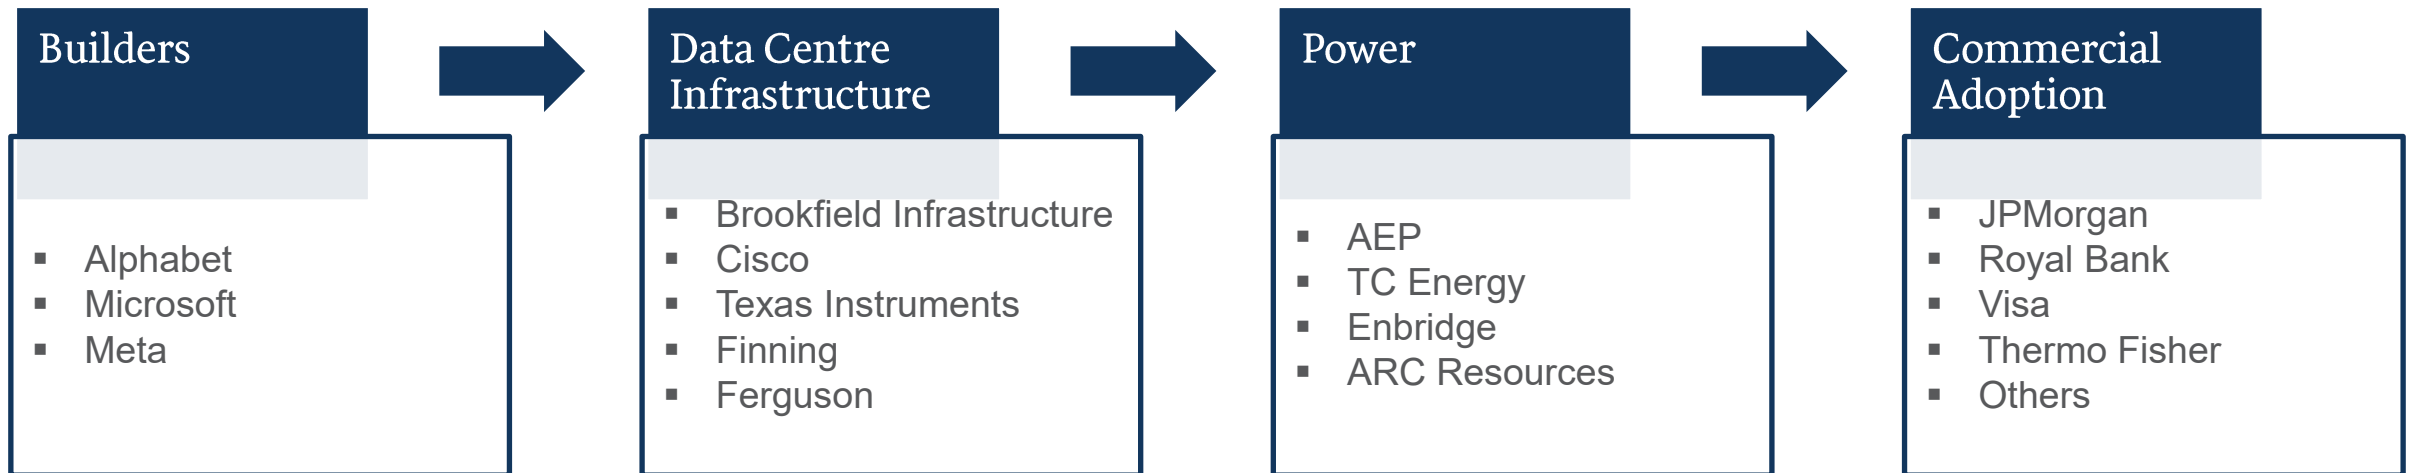 Builders
▪ Alphabet
▪ Microsoft
▪ Meta
Data Centre
Infrastructure
▪ Brookfield Infrastructure
▪ Cisco
▪ Texas Instruments
▪ Finning
▪ Ferguson
Power
▪ AEP
▪ TC Energy
▪ Enbridge
▪ ARC Resources
Commercial
Adoption
▪ JPMorgan
▪ Royal Bank
▪ Visa
▪ Thermo Fisher
▪ Others